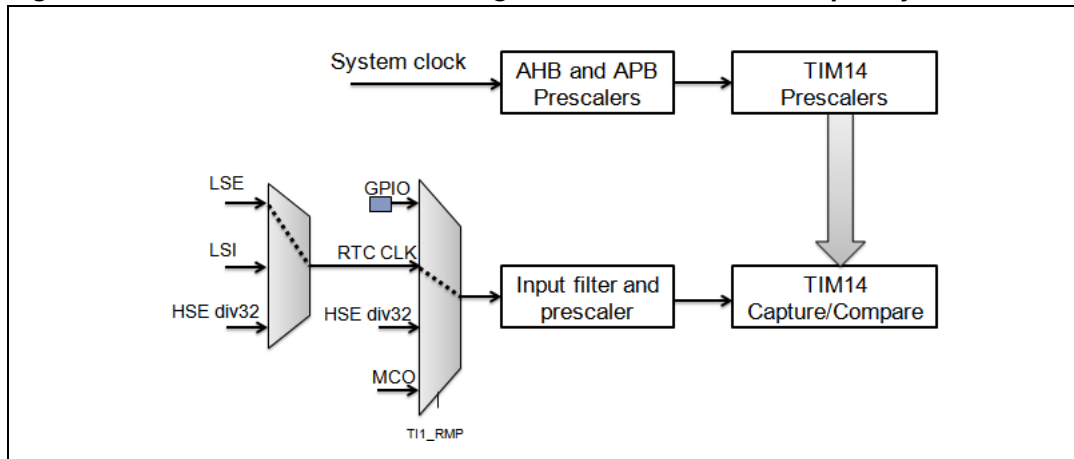 System clock
AHB and APB
Prescalers
TIM14
Prescalers
LSE
LSI
HSE div32
GPIO
RTC CLK
HSE div32
MCO
TI1_RMP
Input filter and
prescaler
TIM14
Capture/Compare